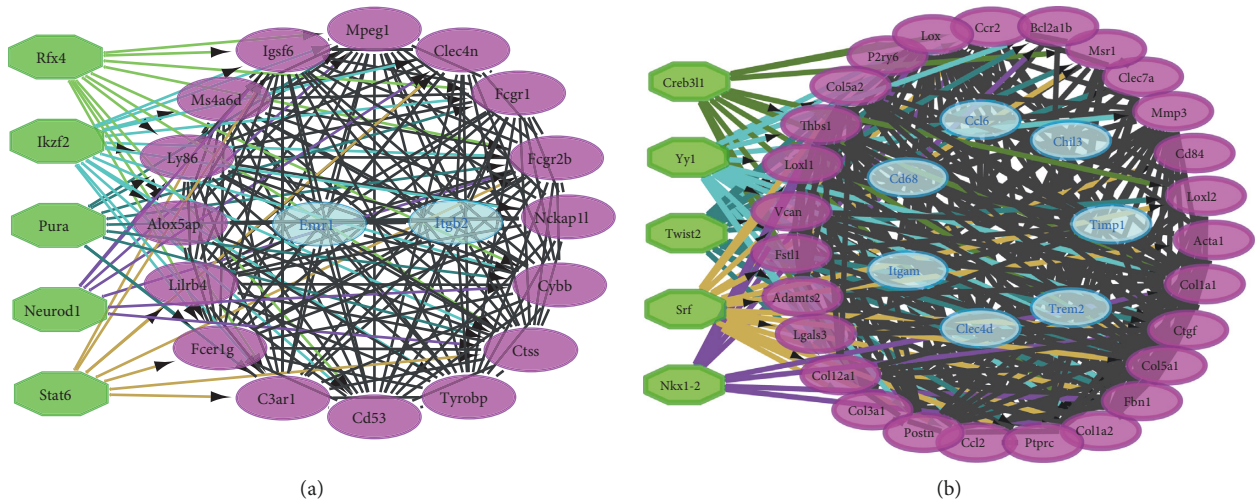 Rfx4
Ikzf2
Pura
Neurod1
Stat6
Mpeg1
Igsf6
Clec4n
Ms4a6d
Fcgr1
Ly86
Fcgr2b
Alox5ap
Emr1
Itgb2
Nckap1l
Lilrb4
Cybb
Fcer1g
Ctss
C3ar1
Cd53
Tyrobp
(a)
Creb3l1
Yy1
Twist2
Srf
Nkx1-2
Lox
Ccr2
Bcl2a1b
P2ry6
Msr1
Col5a2
Clec7a
Thbs1
Ccl6
Mmp3
Loxl1
Chil3
Cd84
Cd68
Loxl2
Vcan
Timp1
Fstl1
Acta1
Itgam
Adamts2
Col1a1
Trem2
Lgals3
Clec4d
Ctgf
Col12a1
Col5a1
Col3a1
Fbn1
Postn
Ccl2
Ptprc
Col1a2
(b)